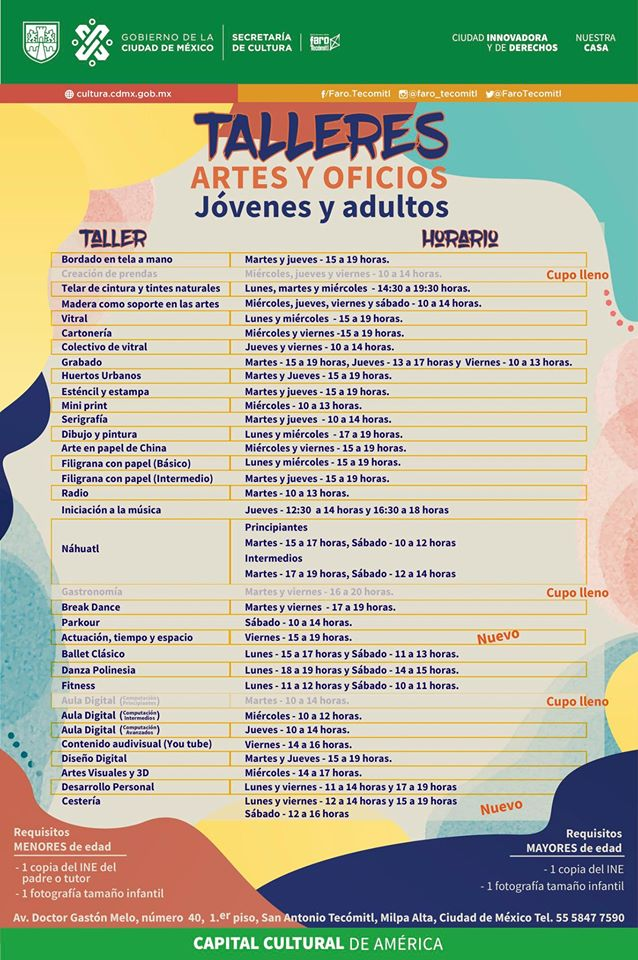 GOBIERNO DE LA
CIUDAD DE MÉXICO
SECRETARÍA
DE CULTURA
faro
Tecómitl
CIUDAD INNOVADORA
Y DE DERECHOS
NUESTRA
CASA
cultura.cdmx.gob.mx
/Faro.Tecomitl @faro_tecomitl @FaroTecomitl
TALLERES
ARTES Y OFICIOS
Jóvenes y adultos
TALLER HORARIO
Bordado en tela a mano Martes y jueves - 15 a 19 horas.
Creación de prendas Miércoles, jueves y viernes - 10 a 14 horas. Cupo lleno
Telar de cintura y tintes naturales Lunes, martes y miércoles - 14:30 a 19:30 horas.
Madera como soporte en las artes Miércoles, jueves, viernes y sábado - 10 a 14 horas.
Vitral Lunes y miércoles - 15 a 19 horas.
Cartonería Miércoles y viernes -15 a 19 horas.
Colectivo de vitral Jueves y viernes - 10 a 14 horas.
Grabado Martes - 15 a 19 horas, Jueves - 13 a 17 horas y Viernes - 10 a 13 horas.
Huertos Urbanos Martes y Jueves - 15 a 19 horas.
Esténcil y estampa Martes y jueves - 15 a 19 horas.
Mini print Miércoles - 10 a 13 horas.
Serigrafía Martes y jueves - 10 a 14 horas.
Dibujo y pintura Lunes y miércoles - 17 a 19 horas.
Arte en papel de China Miércoles y viernes - 15 a 19 horas.
Filigrana con papel (Básico) Lunes y miércoles - 15 a 19 horas.
Filigrana con papel (Intermedio) Martes y jueves - 15 a 19 horas.
Radio Martes - 10 a 13 horas.
Iniciación a la música Jueves - 12:30 a 14 horas y 16:30 a 18 horas
Náhuatl
Principiantes
Martes - 15 a 17 horas, Sábado - 10 a 12 horas
Intermedios
Martes - 17 a 19 horas, Sábado - 12 a 14 horas
Gastronomía Martes y viernes - 16 a 20 horas. Cupo lleno
Break Dance Martes y viernes - 17 a 19 horas.
Parkour Sábado - 10 a 14 horas.
Actuación, tiempo y espacio Viernes - 15 a 19 horas. Nuevo
Ballet Clásico Lunes - 15 a 17 horas y Sábado - 11 a 13 horas.
Danza Polinesia Lunes - 18 a 19 horas y Sábado - 14 a 15 horas.
Fitness Lunes - 11 a 12 horas y Sábado - 10 a 11 horas.
Aula Digital (Computación Principiantes) Martes - 10 a 14 horas. Cupo lleno
Aula Digital (Computación Intermedios) Miércoles - 10 a 12 horas.
Aula Digital (Computación Avanzados) Jueves - 10 a 14 horas.
Contenido audivisual (You tube) Viernes - 14 a 16 horas.
Diseño Digital Martes y Jueves - 15 a 19 horas.
Artes Visuales y 3D Miércoles - 14 a 17 horas.
Desarrollo Personal Lunes y viernes - 11 a 14 horas y 17 a 19 horas
Cestería Lunes y viernes - 12 a 14 horas y 15 a 19 horas
Sábado - 12 a 16 horas Nuevo
Requisitos
MENORES de edad
- 1 copia del INE del
padre o tutor
- 1 fotografía tamaño infantil
Requisitos
MAYORES de edad
- 1 copia del INE
- 1 fotografía tamaño infantil
Av. Doctor Gastón Melo, número 40, 1.er piso, San Antonio Tecómitl, Milpa Alta, Ciudad de México Tel. 55 5847 7590
CAPITAL CULTURAL DE AMÉRICA